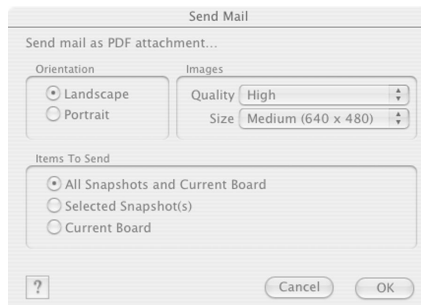 Send Mail
Send mail as PDF attachment...
Orientation
Landscape
Portrait
Images
Quality High
Size Medium (640 x 480)
Items To Send
All Snapshots and Current Board
Selected Snapshot(s)
Current Board
?
Cancel OK